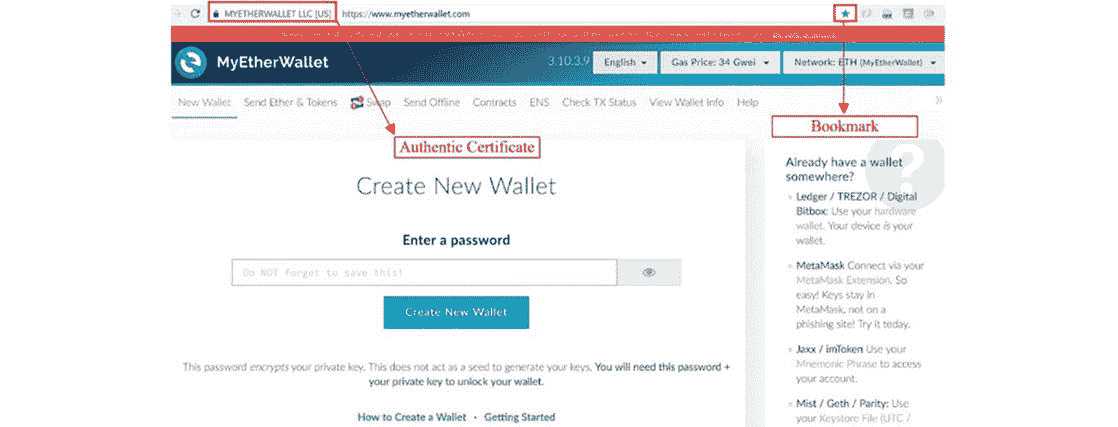 MYETHERWALLET LLC [US] https://www.myetherwallet.com
MyEtherWallet 3.10.3.9 English Gas Price: 34 Gwei Network: ETH (MyEtherWallet)
New Wallet Send Ether & Tokens Swap Send Offline Contracts ENS Check TX Status View Wallet Info Help »
Bookmark
Authentic Certificate
Create New Wallet
Enter a password
Do NOT forget to save this!
Create New Wallet
This password encrypts your private key. This does not act as a seed to generate your keys. You will need this password +
your private key to unlock your wallet.
How to Create a Wallet · Getting Started
?
Already have a wallet
somewhere?
Ledger / TREZOR / Digital
Bitbox: Use your hardware
wallet. Your device is your
wallet.
MetaMask Connect via your
MetaMask Extension. So
easy! Keys stay in
MetaMask, not on a
phishing site! Try it today.
Jaxx / imToken Use your
Mnemonic Phrase to access
your account.
Mist / Geth / Parity: Use
your Keystore File (UTC /